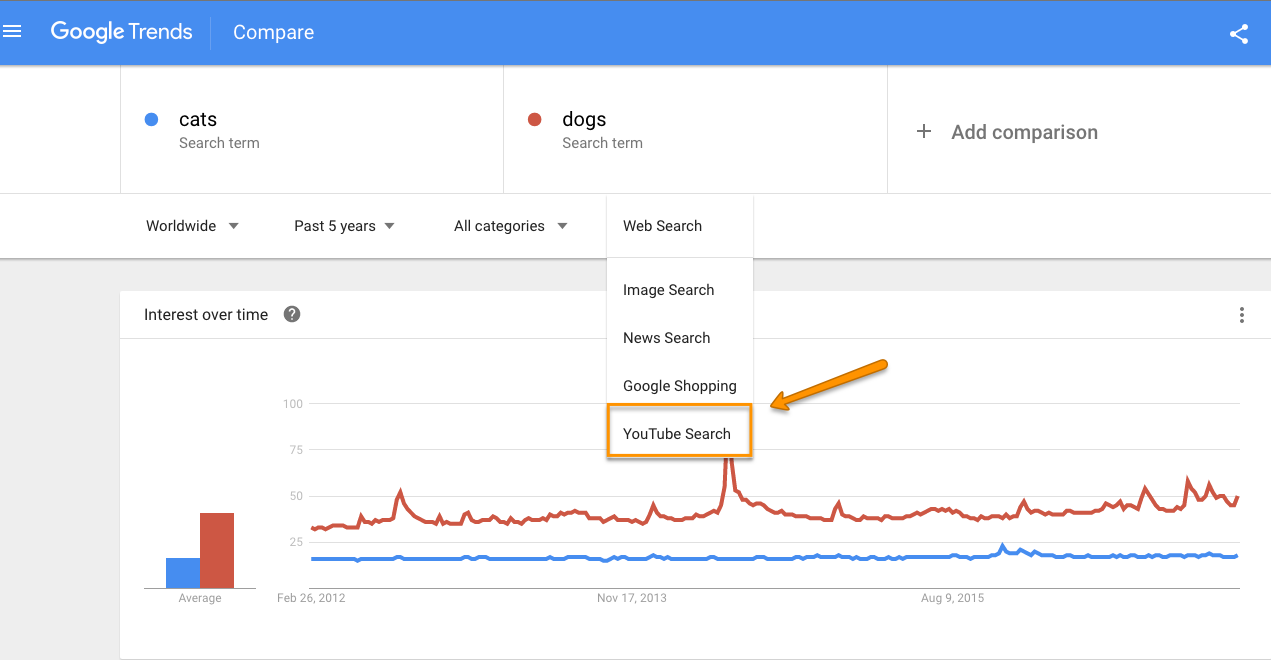 Google Trends Compare
cats
Search term
dogs
Search term
+ Add comparison
Worldwide
Past 5 years
All categories
Web Search
Image Search
News Search
Google Shopping
YouTube Search
Interest over time ?
100
75
50
25
Average
Feb 26, 2012
Nov 17, 2013
Aug 9, 2015